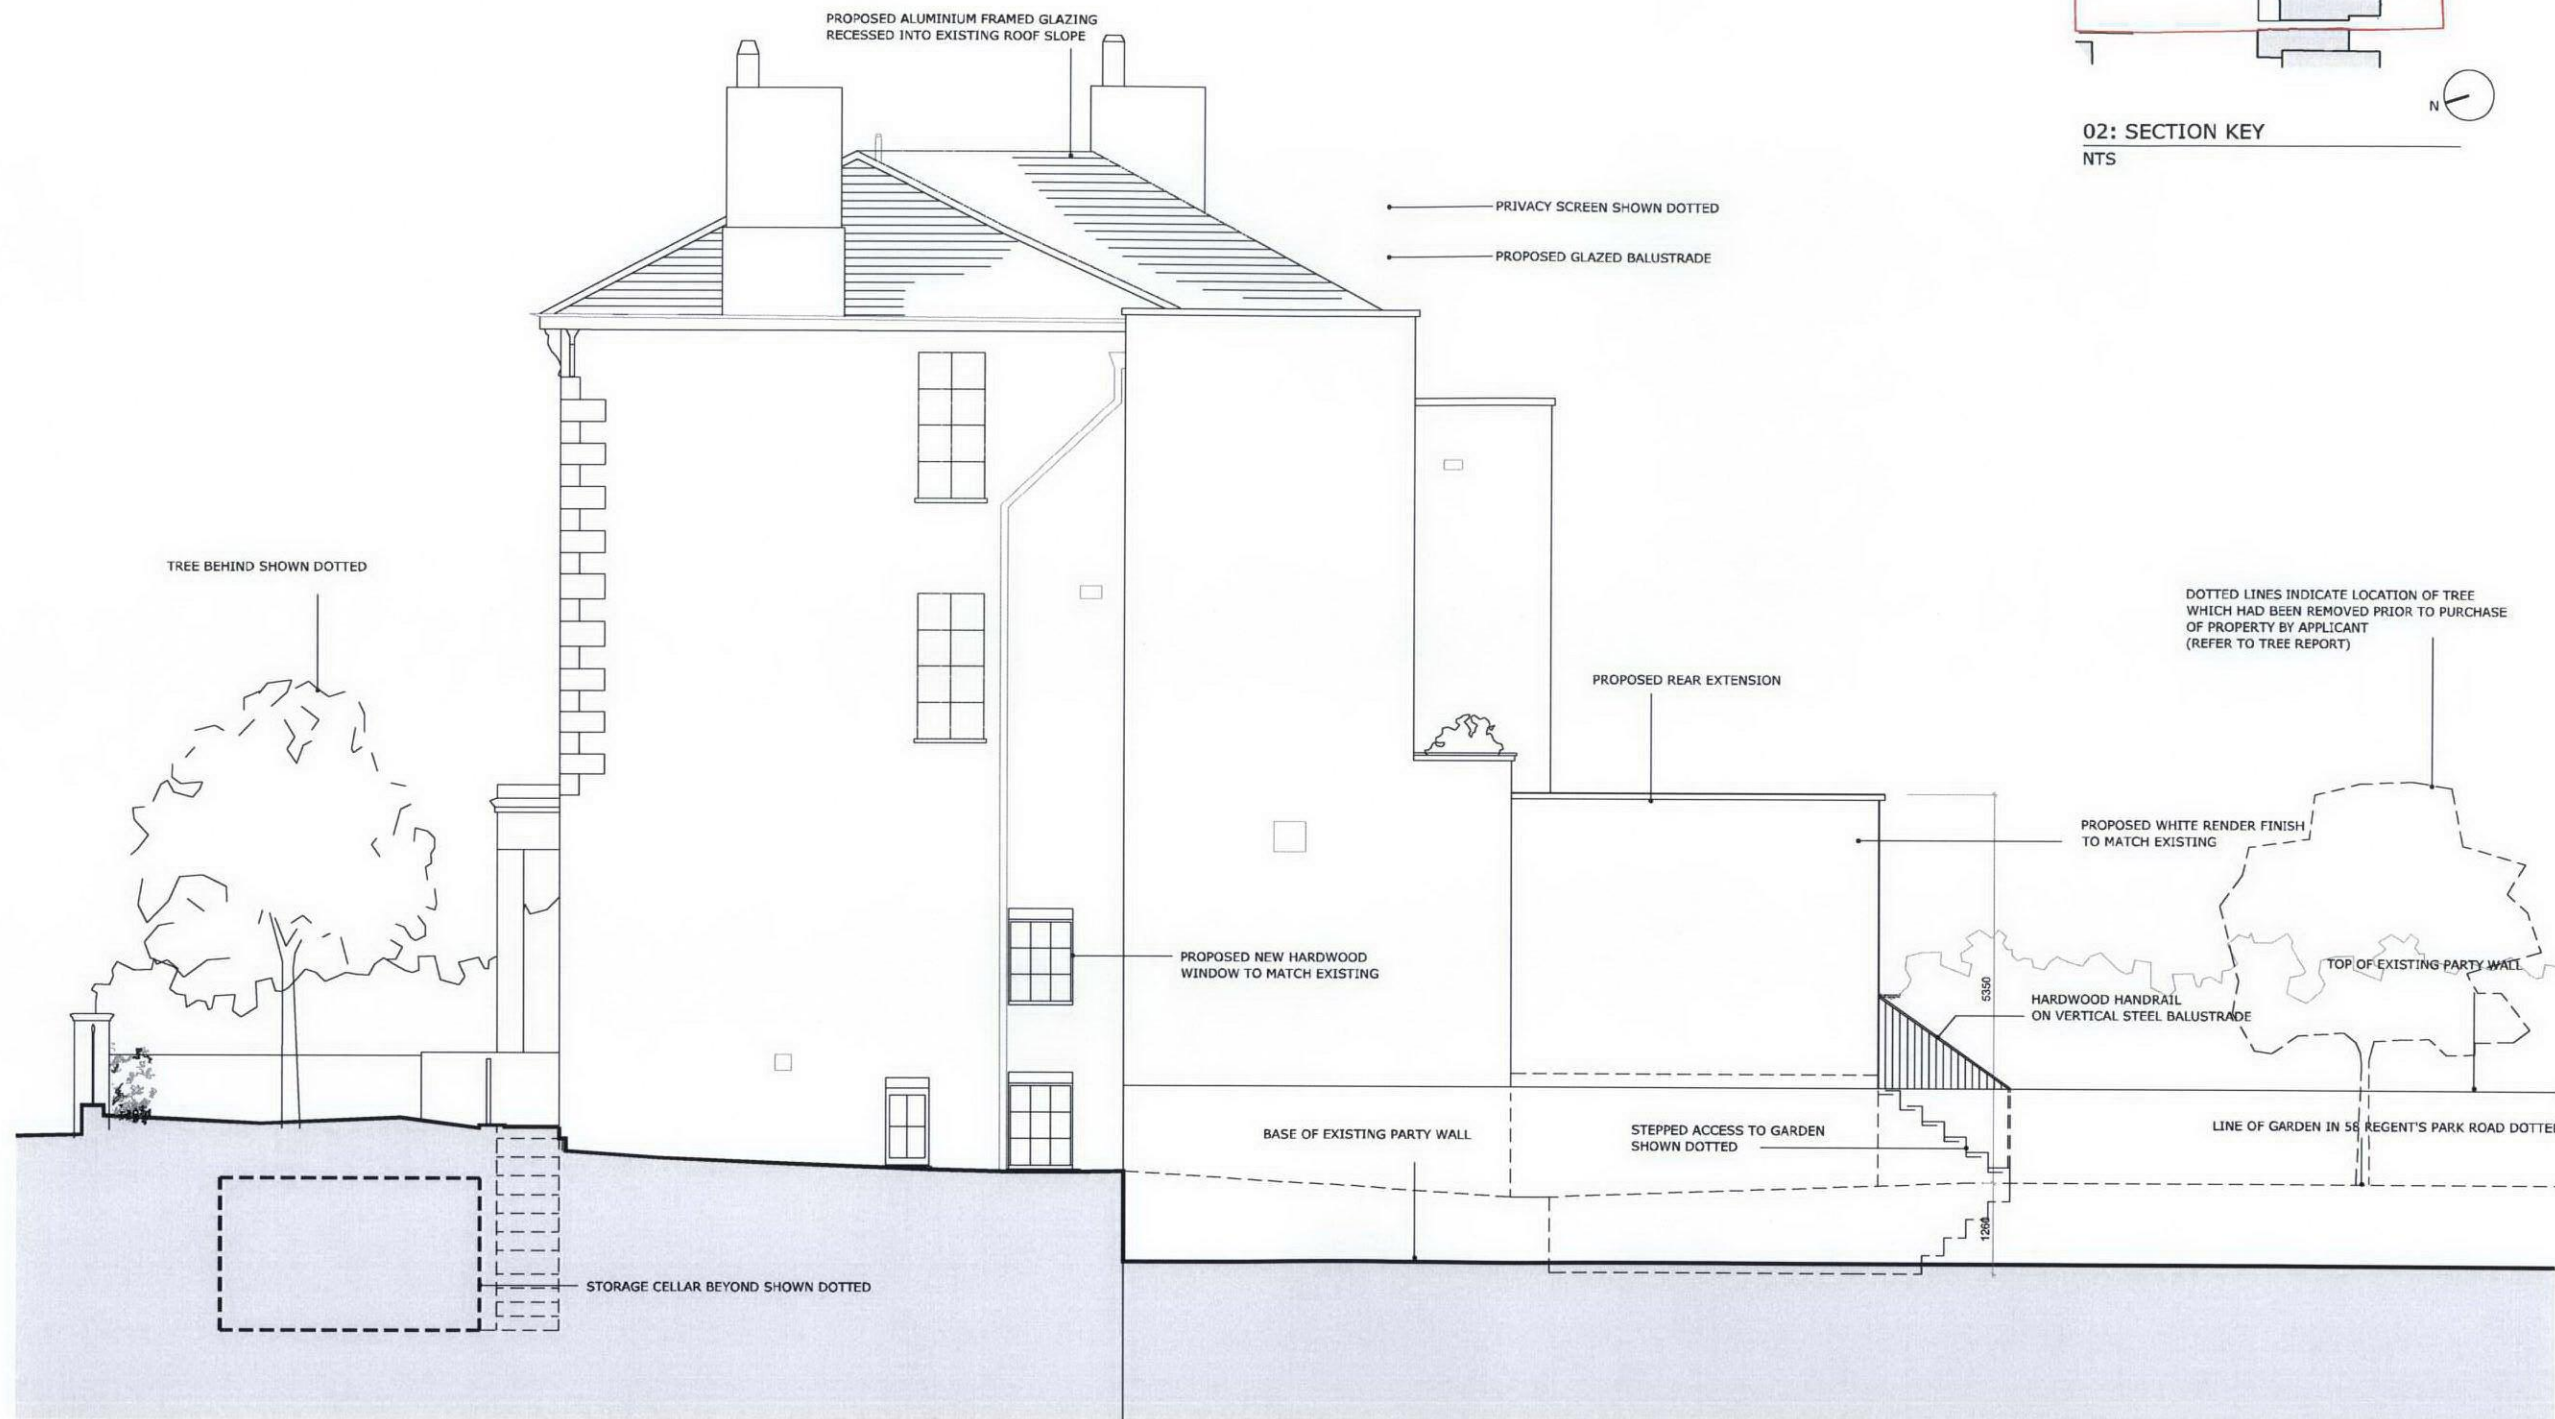 PROPOSED ALUMINIUM FRAMED GLAZING
RECESSED INTO EXISTING ROOF SLOPE
N
02: SECTION KEY
NTS
PRIVACY SCREEN SHOWN DOTTED
PROPOSED GLAZED BALUSTRADE
TREE BEHIND SHOWN DOTTED
DOTTED LINES INDICATE LOCATION OF TREE
WHICH HAD BEEN REMOVED PRIOR TO PURCHASE
OF PROPERTY BY APPLICANT
(REFER TO TREE REPORT)
PROPOSED REAR EXTENSION
PROPOSED WHITE RENDER FINISH
TO MATCH EXISTING
PROPOSED NEW HARDWOOD
WINDOW TO MATCH EXISTING
TOP OF EXISTING PARTY WALL
5350
HARDWOOD HANDRAIL
ON VERTICAL STEEL BALUSTRADE
BASE OF EXISTING PARTY WALL
STEPPED ACCESS TO GARDEN
SHOWN DOTTED
LINE OF GARDEN IN 58 REGENT'S PARK ROAD DOTTE
1260
STORAGE CELLAR BEYOND SHOWN DOTTED